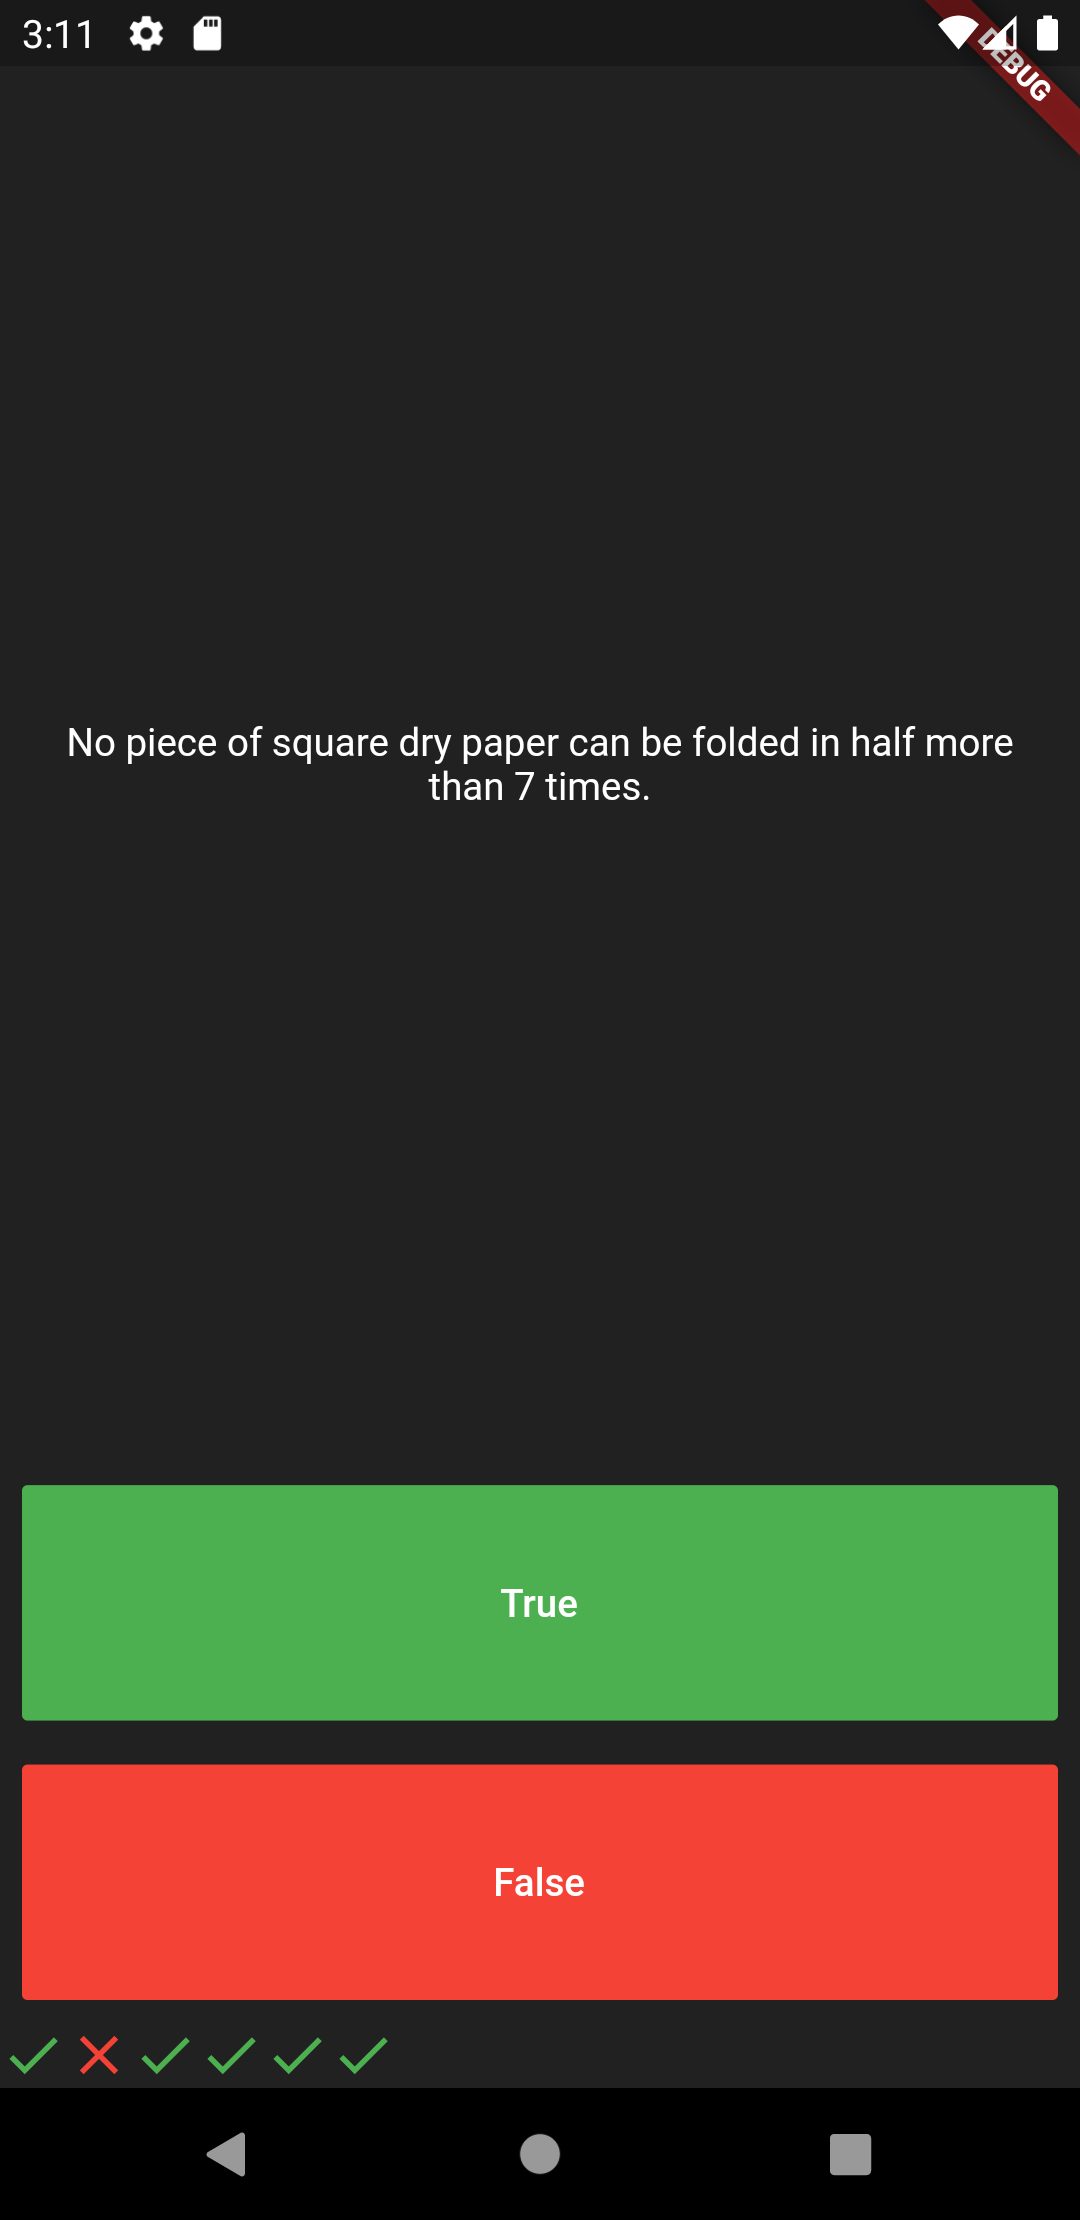 3:11
DEBUG
No piece of square dry paper can be folded in half more
than 7 times.
True
False